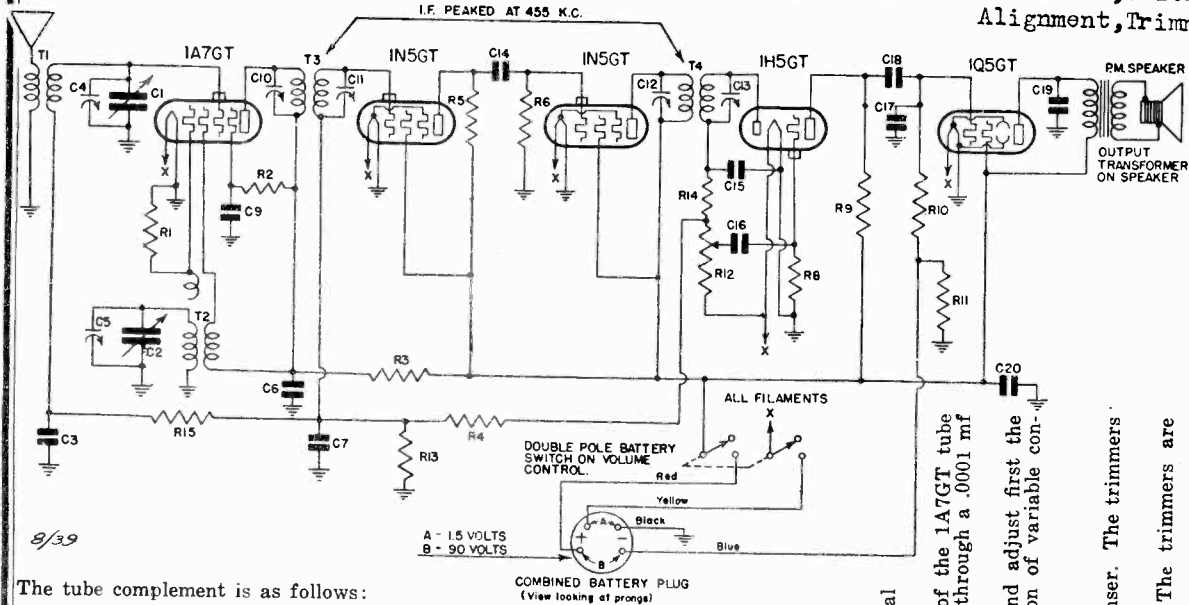 Alignment, Trimm
I.F. PEAKED AT 455 K.C.
T1
1A7GT
T3
1N5GT
C14
1N5GT
T4
1H5GT
C18
1Q5GT
P.M. SPEAKER
C4
C1
C10
C11
R5
R6
C12
C13
C17
C19
OUTPUT
TRANSFORMER
ON SPEAKER
X
X
X
X
R2
C9
R1
R14
C15
C16
R12
R8
R9
R10
R11
C5
C2
T2
X
C6
R3
C20
C3
R15
C7
R13
R4
ALL FILAMENTS
X
DOUBLE POLE BATTERY
SWITCH ON VOLUME
CONTROL.
Red
Yellow
Black
Blue
A
B
+
−
A - 1.5 VOLTS
B - 90 VOLTS
COMBINED BATTERY PLUG
(View looking at prongs)
8/39
The tube complement is as follows:
al
of the 1A7GT tube
through a .0001 mf
nd adjust first the
on of variable con-
nser. The trimmers
The trimmers are